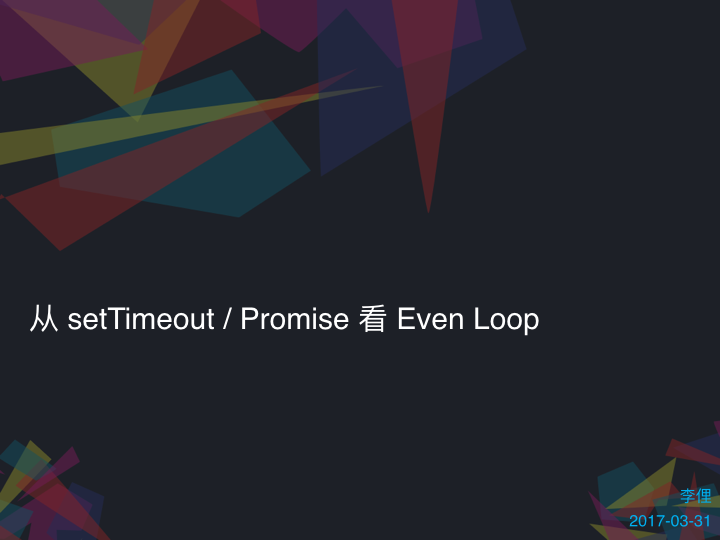 从 setTimeout / Promise 看 Even Loop
李俚
2017-03-31